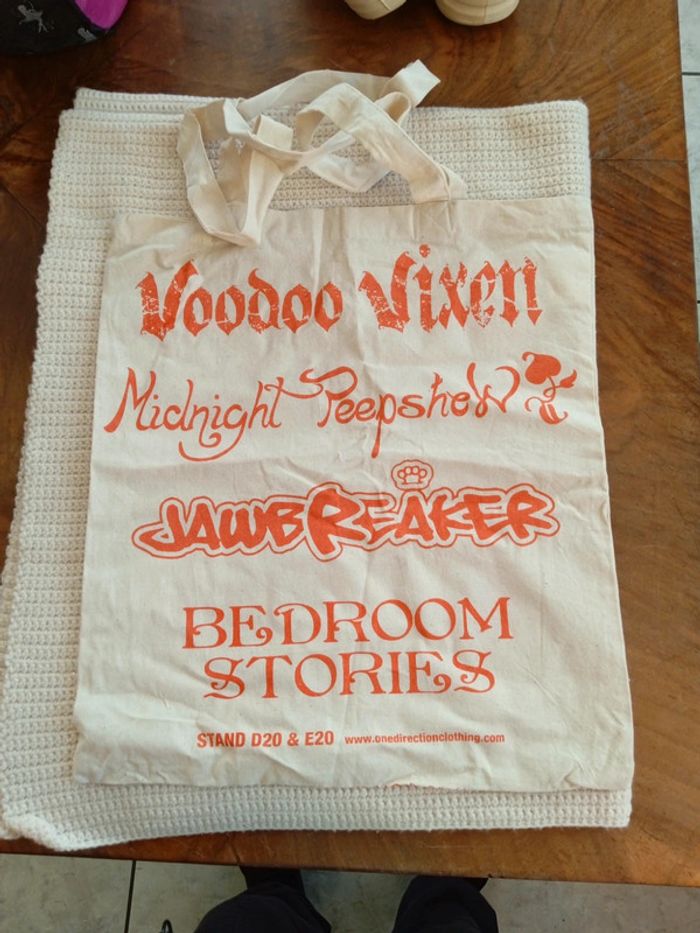 Voodoo Vixen
Midnight Peepshow
JAWBREAKER
BEDROOM
STORIES
STAND D20 & E20 www.onedirectionclothing.com